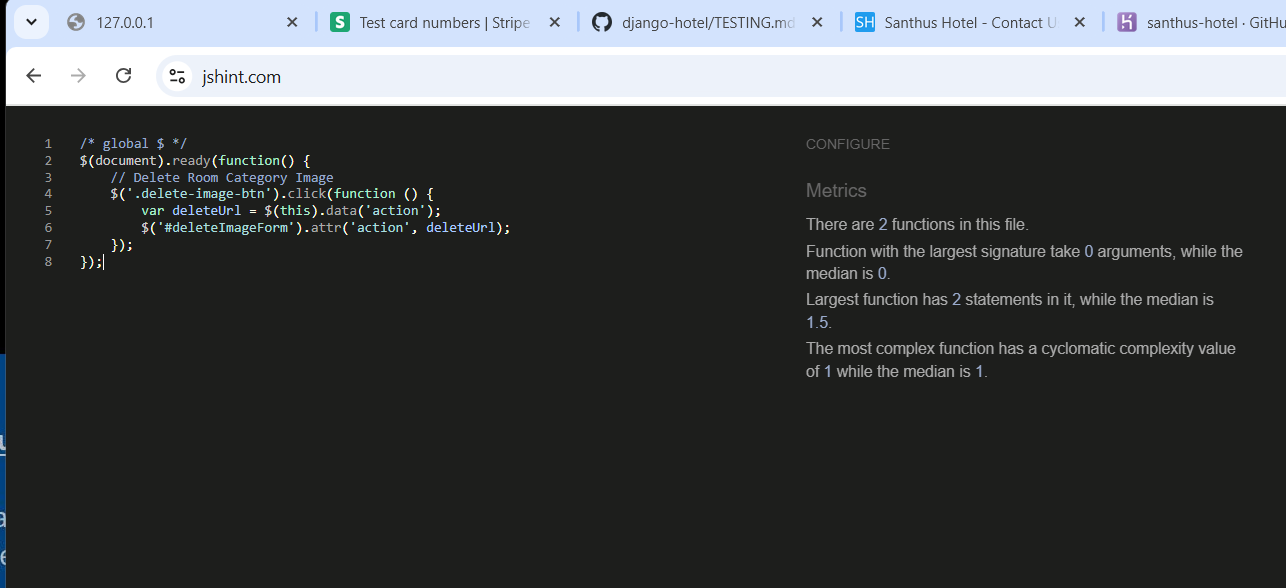 127.0.0.1
Test card numbers | Stripe
django-hotel/TESTING.md
SH Santhus Hotel - Contact U
santhus-hotel · GitHu
jshint.com
1 /* global $ */
2 $(document).ready(function() {
3 // Delete Room Category Image
4 $('.delete-image-btn').click(function () {
5 var deleteUrl = $(this).data('action');
6 $('#deleteImageForm').attr('action', deleteUrl);
7 });
8 });
CONFIGURE
Metrics
There are 2 functions in this file.
Function with the largest signature take 0 arguments, while the
median is 0.
Largest function has 2 statements in it, while the median is
1.5.
The most complex function has a cyclomatic complexity value
of 1 while the median is 1.